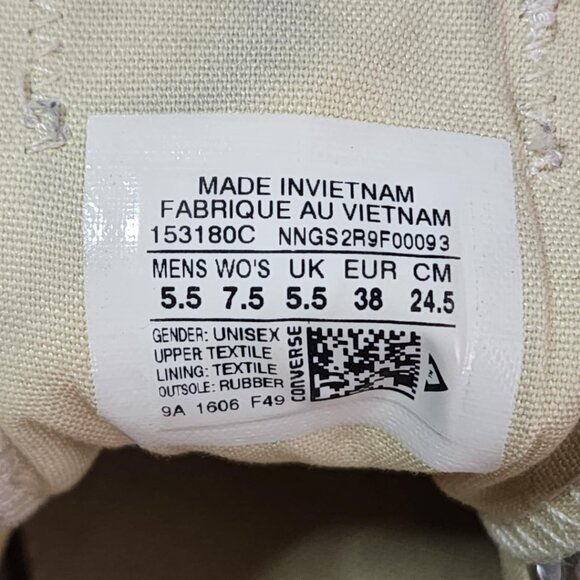 MADE INVIETNAM
FABRIQUE AU VIETNAM
153180C NNGS2R9F00093
MENS WO'S UK EUR CM
5.5 7.5 5.5 38 24.5
GENDER: UNISEX
UPPER TEXTILE
LINING: TEXTILE
OUTSOLE: RUBBER
9A 1606 F49
CONVERSE